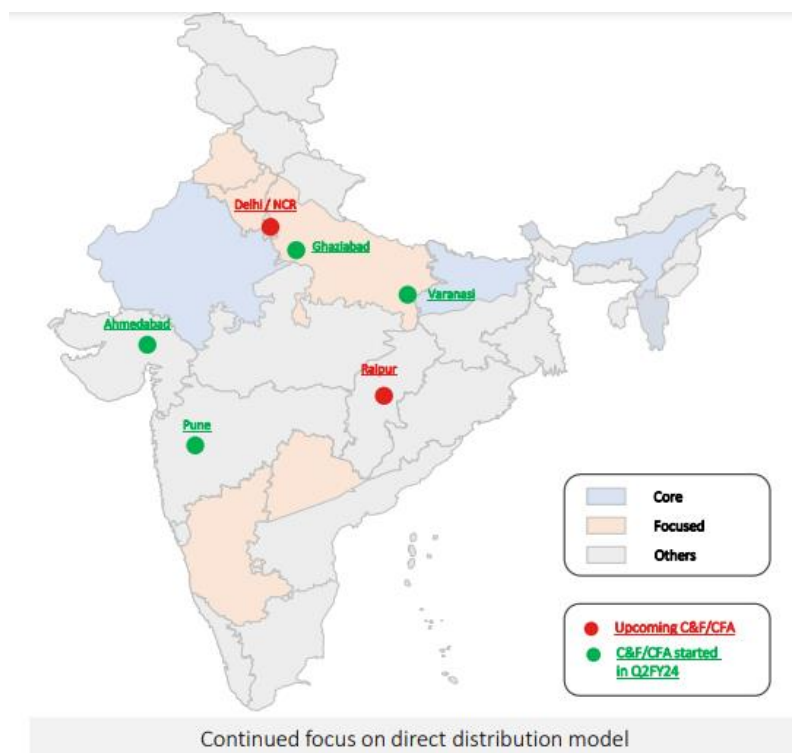 Delhi / NCR
Ghaziabad
Varanasi
Ahmedabad
Raipur
Pune
Core
Focused
Others
Upcoming C&F/CFA
C&F/CFA started
in Q2FY24
Continued focus on direct distribution model